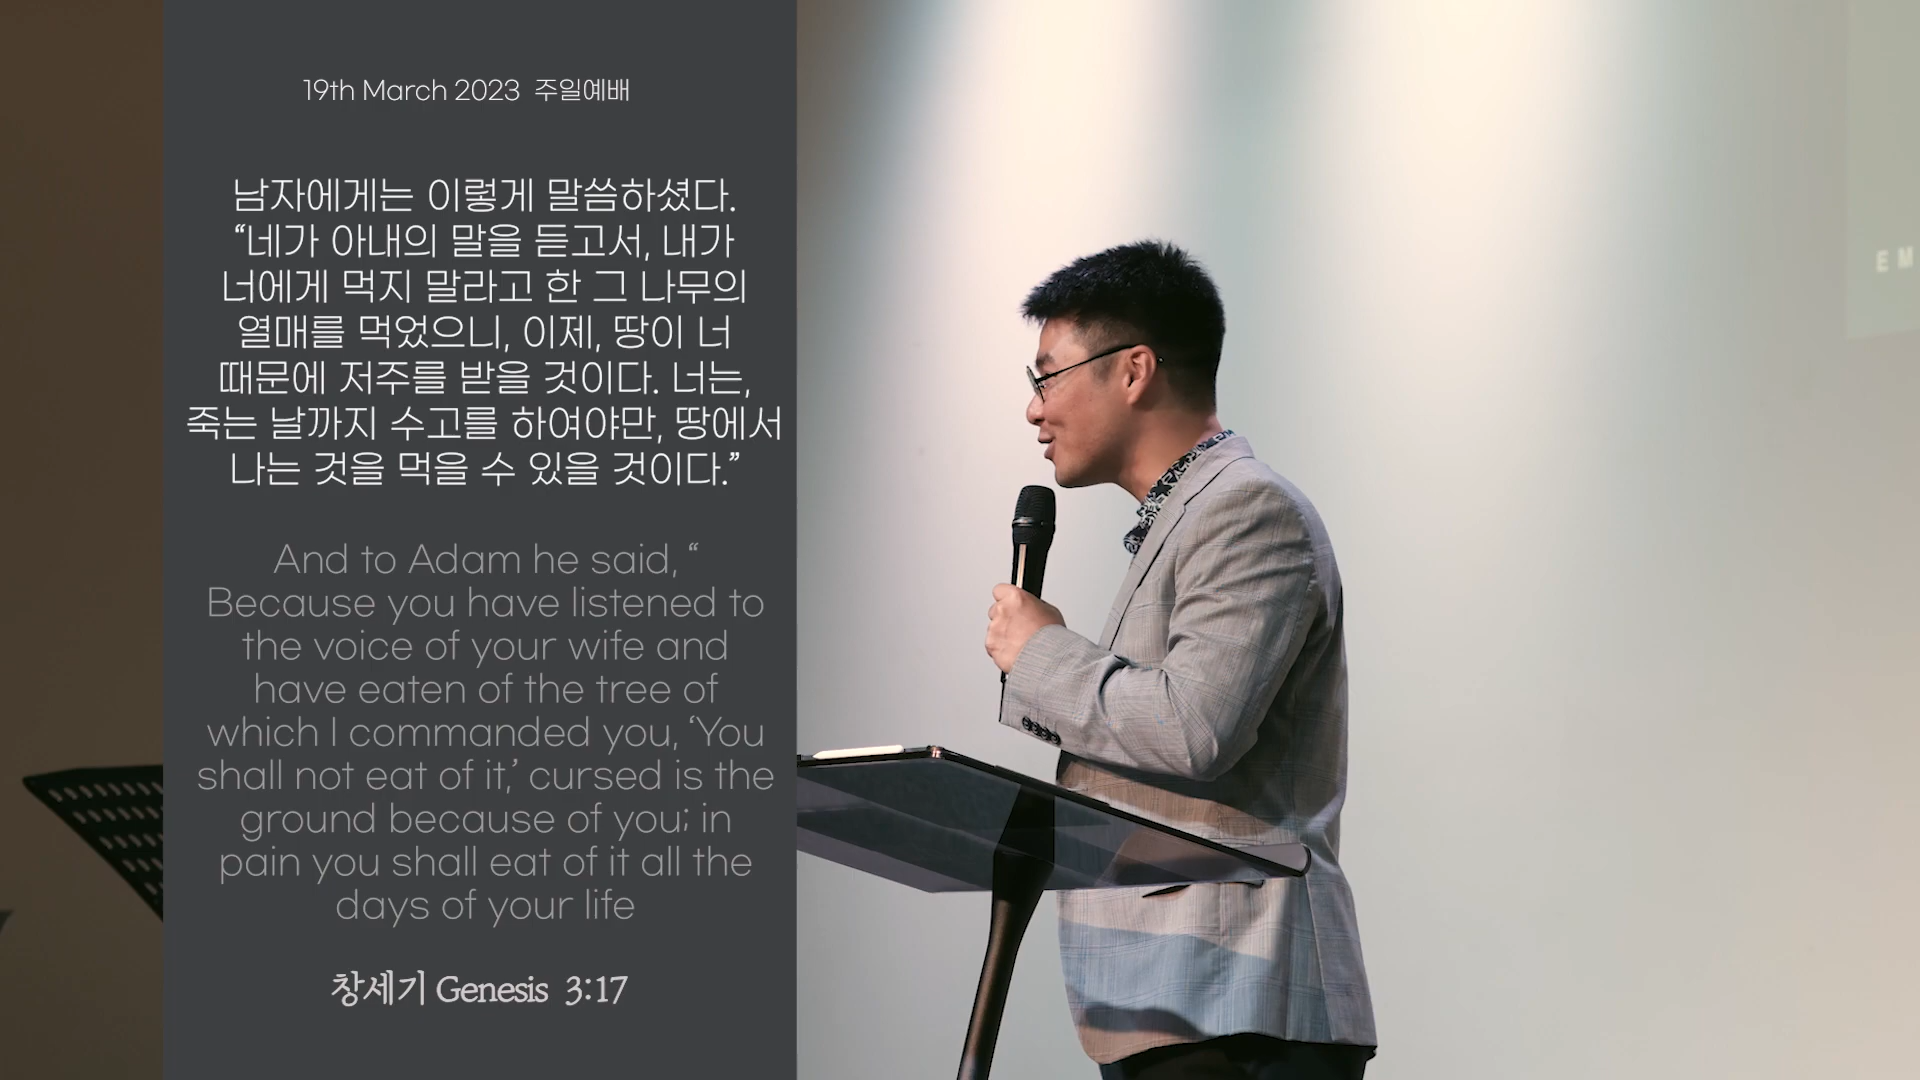 19th March 2023 주일예배
남자에게는 이렇게 말씀하셨다.
“네가 아내의 말을 듣고서, 내가
너에게 먹지 말라고 한 그 나무의
열매를 먹었으니, 이제, 땅이 너
때문에 저주를 받을 것이다. 너는,
죽는 날까지 수고를 하여야만, 땅에서
나는 것을 먹을 수 있을 것이다.”
And to Adam he said, “
Because you have listened to
the voice of your wife and
have eaten of the tree of
which I commanded you, ‘You
shall not eat of it,’ cursed is the
ground because of you; in
pain you shall eat of it all the
days of your life
창세기 Genesis 3:17
EM